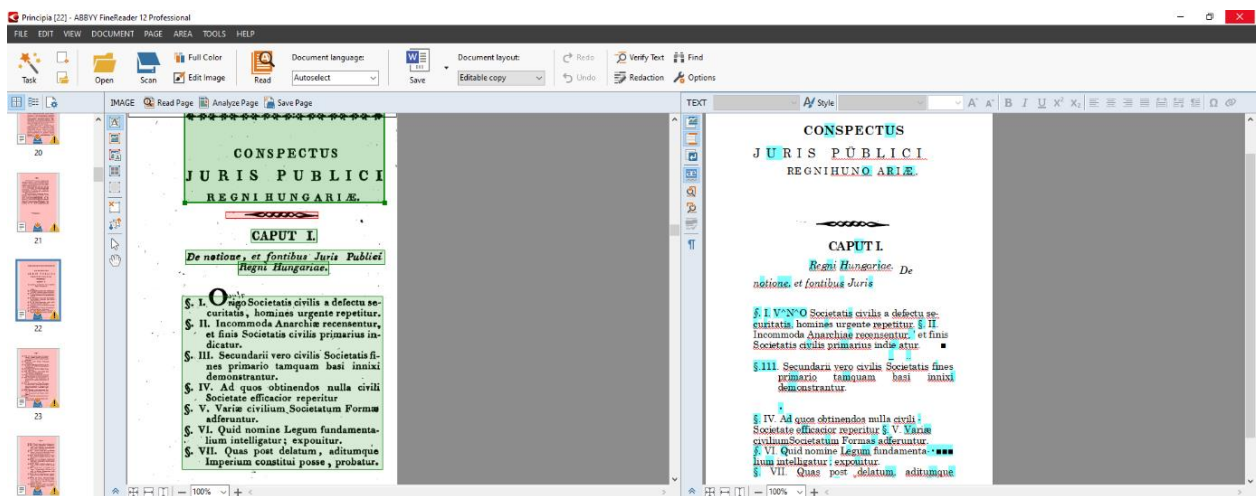 Principia [22] - ABBYY FineReader 12 Professional
FILE EDIT VIEW DOCUMENT PAGE AREA TOOLS HELP
Task
Open
Scan
Full Color
Edit Image
Read
Document language:
Autoselect
Save
Document layout:
Editable copy
Redo
Undo
Verify Text
Redaction
Find
Options
IMAGE Read Page Analyze Page Save Page
20
21
22
23
CONSPECTUS
JURIS PUBLICI
REGNI HUNGARIÆ.
CAPUT I.
De notione, et fontibus Juris Publici
Regni Hungariae.
§. I. Origo Societatis civilis a defectu se-
curitatis, homines urgente repetitur.
§. II. Incommoda Anarchiæ recensentur,
et finis Societatis civilis primarius in-
dicatur.
§. III. Secundarii vero civilis Societatis fi-
nes primario tamquam basi innixi
demonstrantur.
§. IV. Ad quos obtinendos nulla civili
Societate efficacior reperitur
§. V. Variæ civilium Societatum Formæ
adferuntur.
§. VI. Quid nomine Legum fundamenta-
lium intelligatur; expouitur.
§. VII. Quas post delatum, aditumque
Imperium constitui posse, probatur.
100%
TEXT Style
CONSPECTUS
JURIS PÜBLICI
REGNIHUNO ARIÆ.
CAPUT I.
Regni Hungariae. De
notione, et fontibus Juris
§. I. V^N^O Societatis civilis a defectu se-
curitatis, homines urgente repetitur. §. II.
Incommoda Anarchiae recensentur, ' et finis
Societatis civilis primarius indie atur. ■
§.111. Secundarii vero civilis Societatis fines
primario tamquam basi innixi
demonstrantur.
§. IV. Ad quos obtinendos nulla civili
Societate efficacior reperitur §. V. Variæ
civiliumSocietatum Formas adferuntur.
§. VI. Quid nomine Legum fundamenta- ■■■
lium intelligatur; expouitur.
§. VII. Quas post delatum, aditumque
100%